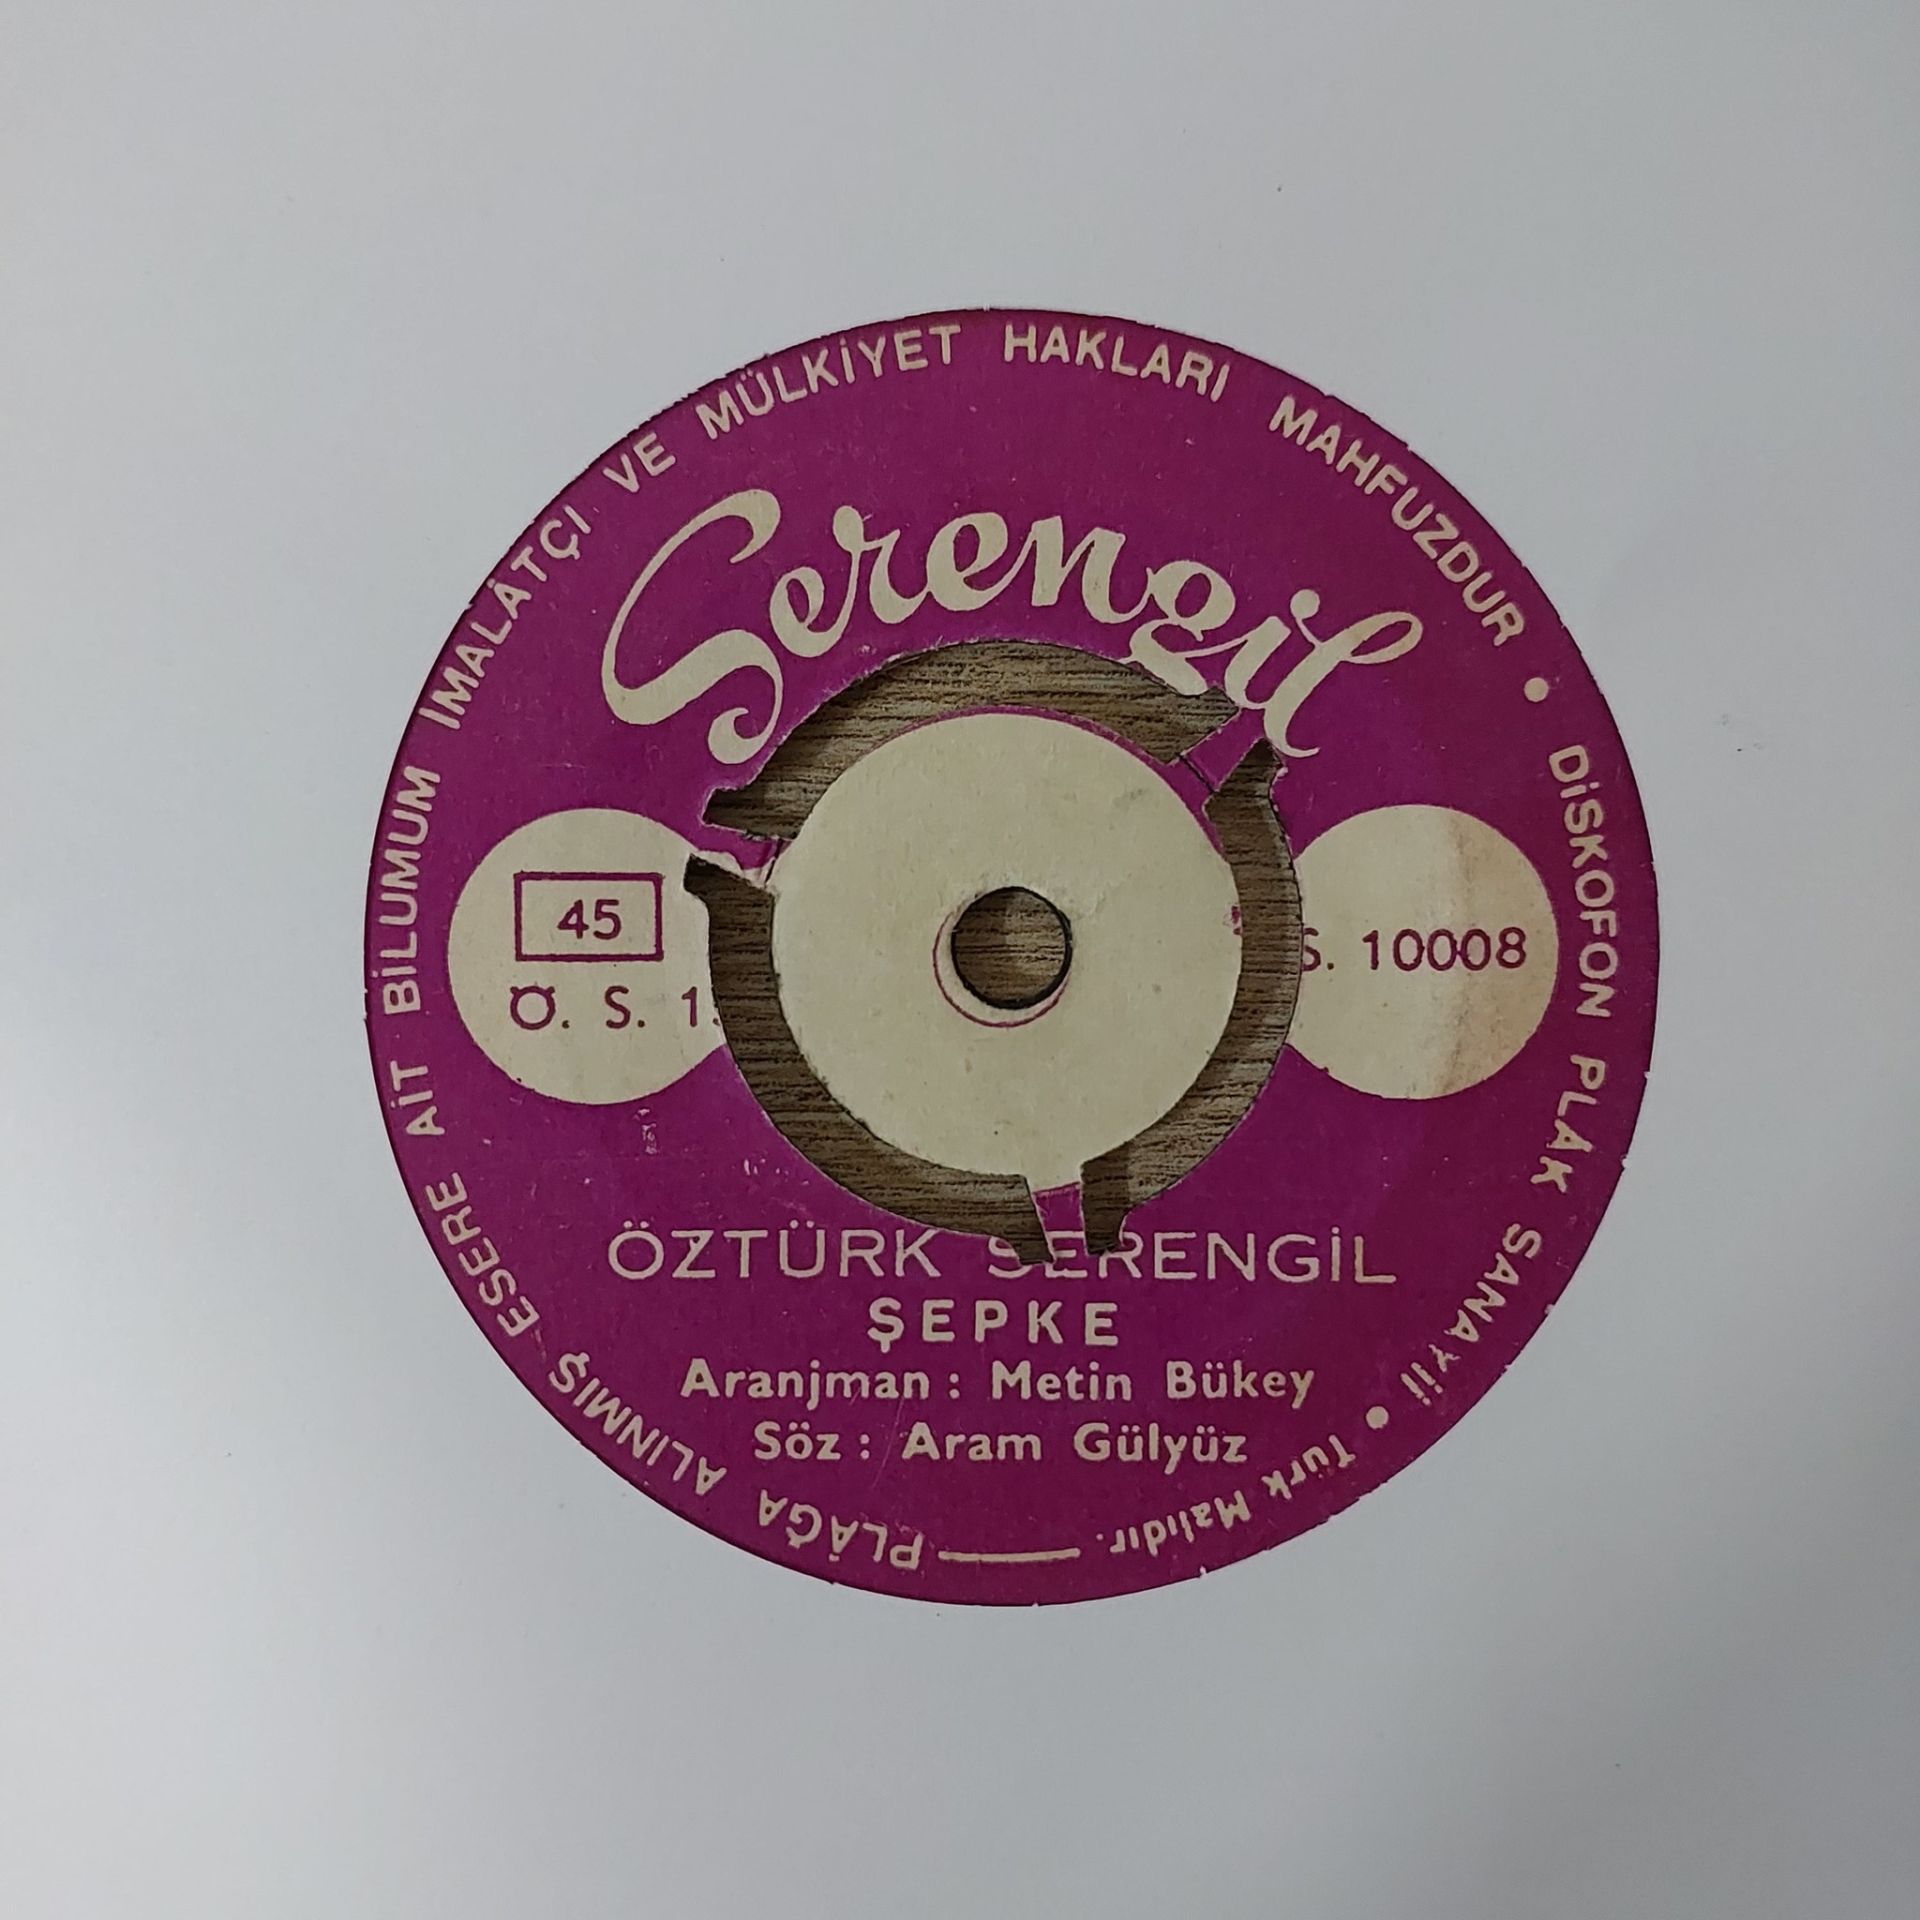 PLÂĞA ALINMIŞ ESERE AİT BİLUMUM İMALÂTÇI VE MÜLKİYET HAKLARI MAHFUZDUR • DİSKOFON PLÂK SANAYİİ • Türk Malıdır.
Serengil
45
Ö. S. 1
S. 10008
ÖZTÜRK SERENGİL
ŞEPKE
Aranjman : Metin Bükey
Söz : Aram Gülyüz